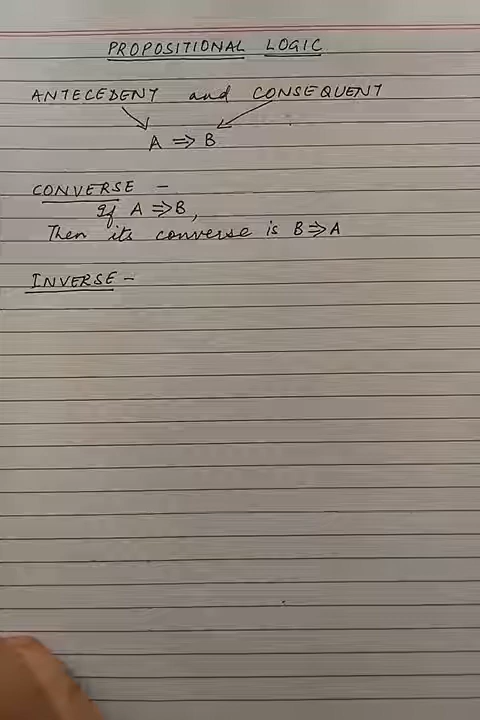 PROPOSITIONAL LOGIC
ANTECEDENT and CONSEQUENT
A ⇒ B
CONVERSE -
If A ⇒ B,
Then its converse is B ⇒ A
INVERSE -